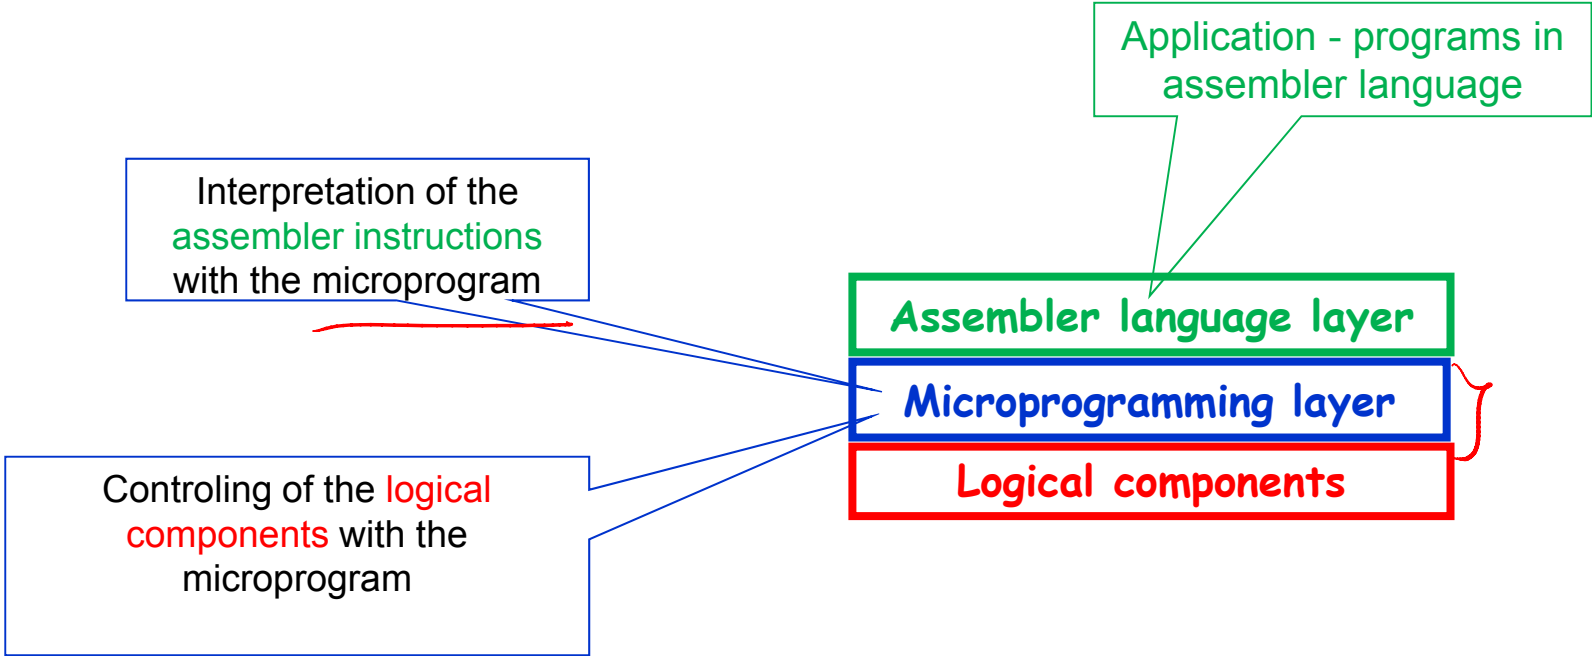 Application - programs in
assembler language
Interpretation of the
assembler instructions
with the microprogram
Assembler language layer
Microprogramming layer
Logical components
Controling of the logical
components with the
microprogram